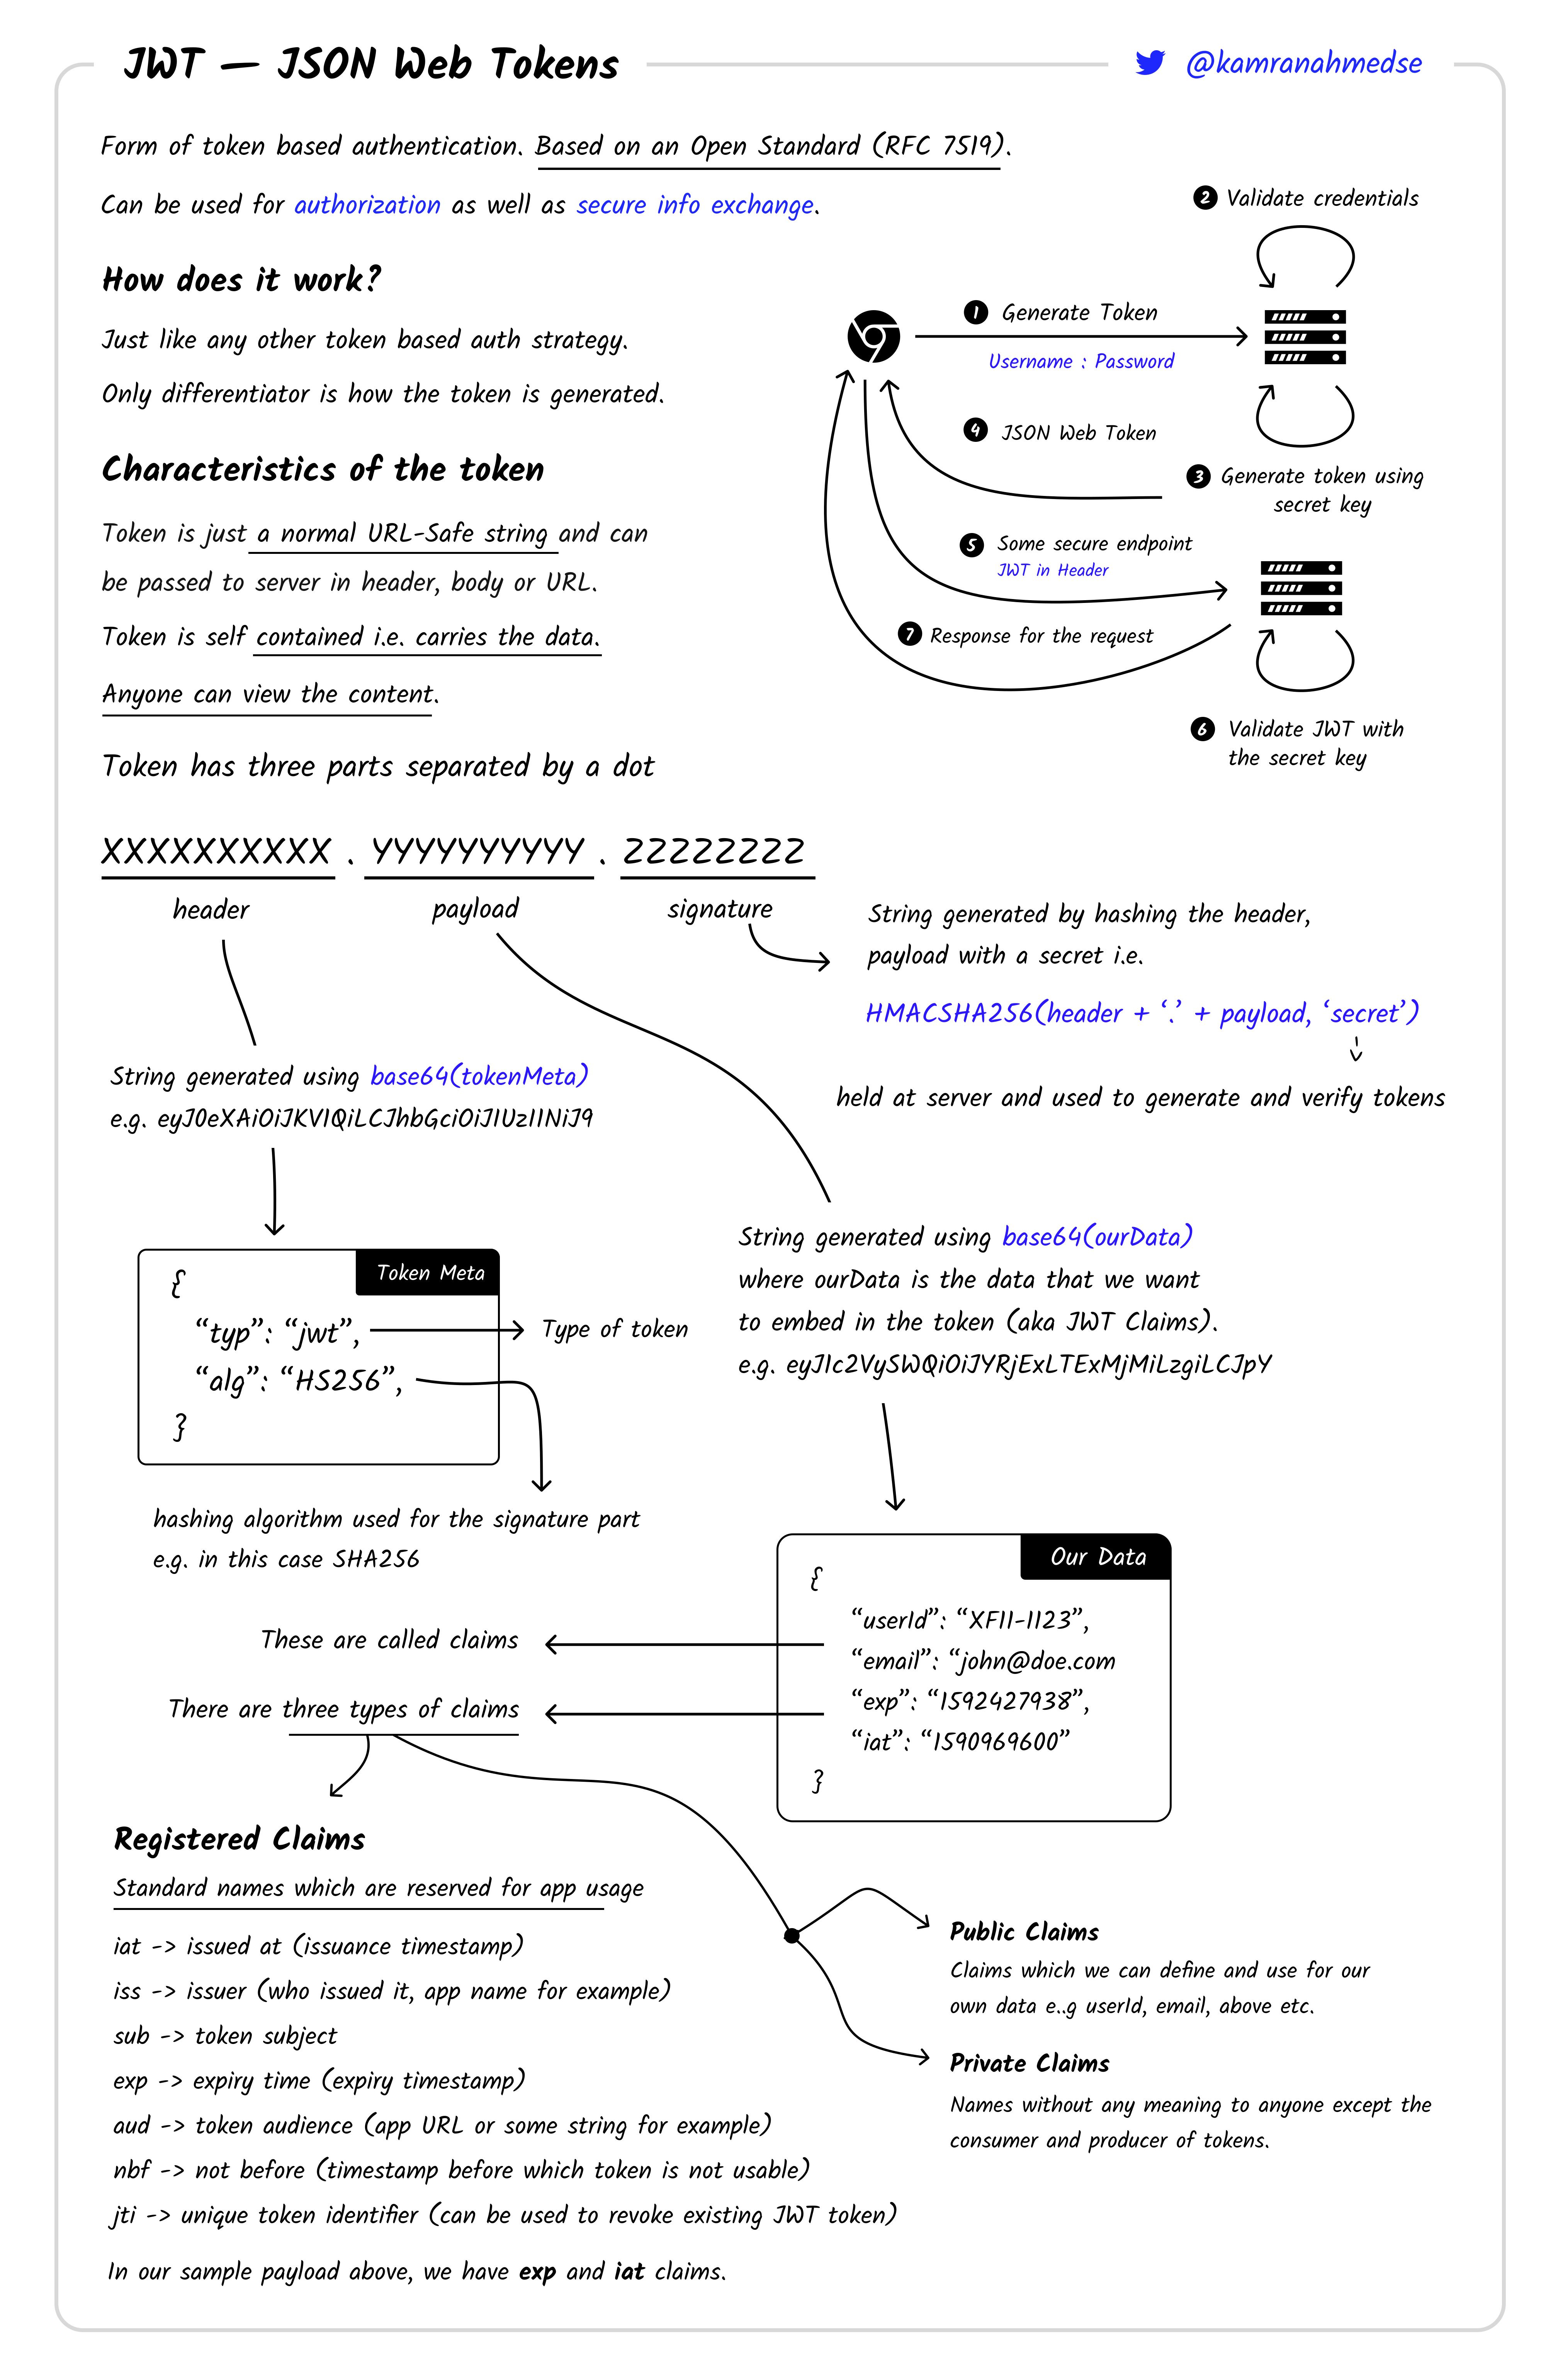 JWT — JSON Web Tokens
@kamranahmedse
Form of token based authentication. Based on an Open Standard (RFC 7519).
Can be used for authorization as well as secure info exchange.
How does it work?
Just like any other token based auth strategy.
Only differentiator is how the token is generated.
Characteristics of the token
Token is just a normal URL-Safe string and can
be passed to server in header, body or URL.
Token is self contained i.e. carries the data.
Anyone can view the content.
1 Generate Token
Username : Password
2 Validate credentials
3 Generate token using
secret key
4 JSON Web Token
5 Some secure endpoint
JWT in Header
6 Validate JWT with
the secret key
7 Response for the request
Token has three parts separated by a dot
XXXXXXXXXX . YYYYYYYYYY . ZZZZZZZZ
header
payload
signature
String generated by hashing the header,
payload with a secret i.e.
HMACSHA256(header + ‘.’ + payload, ‘secret’)
held at server and used to generate and verify tokens
String generated using base64(tokenMeta)
e.g. eyJ0eXAiOiJKV1QiLCJhbGciOiJIUzI1NiJ9
Token Meta
{
“typ”: “jwt”,
“alg”: “HS256”,
}
Type of token
hashing algorithm used for the signature part
e.g. in this case SHA256
String generated using base64(ourData)
where ourData is the data that we want
to embed in the token (aka JWT Claims).
e.g. eyJ1c2VySWQiOiJYRjExLTExMjMiLzgiLCJpY
Our Data
{
“userId”: “XF11-1123”,
“email”: “john@doe.com
“exp”: “1592427938”,
“iat”: “1590969600”
}
These are called claims
There are three types of claims
Registered Claims
Standard names which are reserved for app usage
iat -> issued at (issuance timestamp)
iss -> issuer (who issued it, app name for example)
sub -> token subject
exp -> expiry time (expiry timestamp)
aud -> token audience (app URL or some string for example)
nbf -> not before (timestamp before which token is not usable)
jti -> unique token identifier (can be used to revoke existing JWT token)
In our sample payload above, we have exp and iat claims.
Public Claims
Claims which we can define and use for our
own data e..g userId, email, above etc.
Private Claims
Names without any meaning to anyone except the
consumer and producer of tokens.